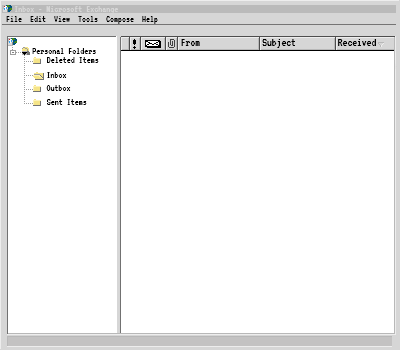 Inbox - Microsoft Exchange
File Edit View Tools Compose Help
From Subject Received
Personal Folders
Deleted Items
Inbox
Outbox
Sent Items